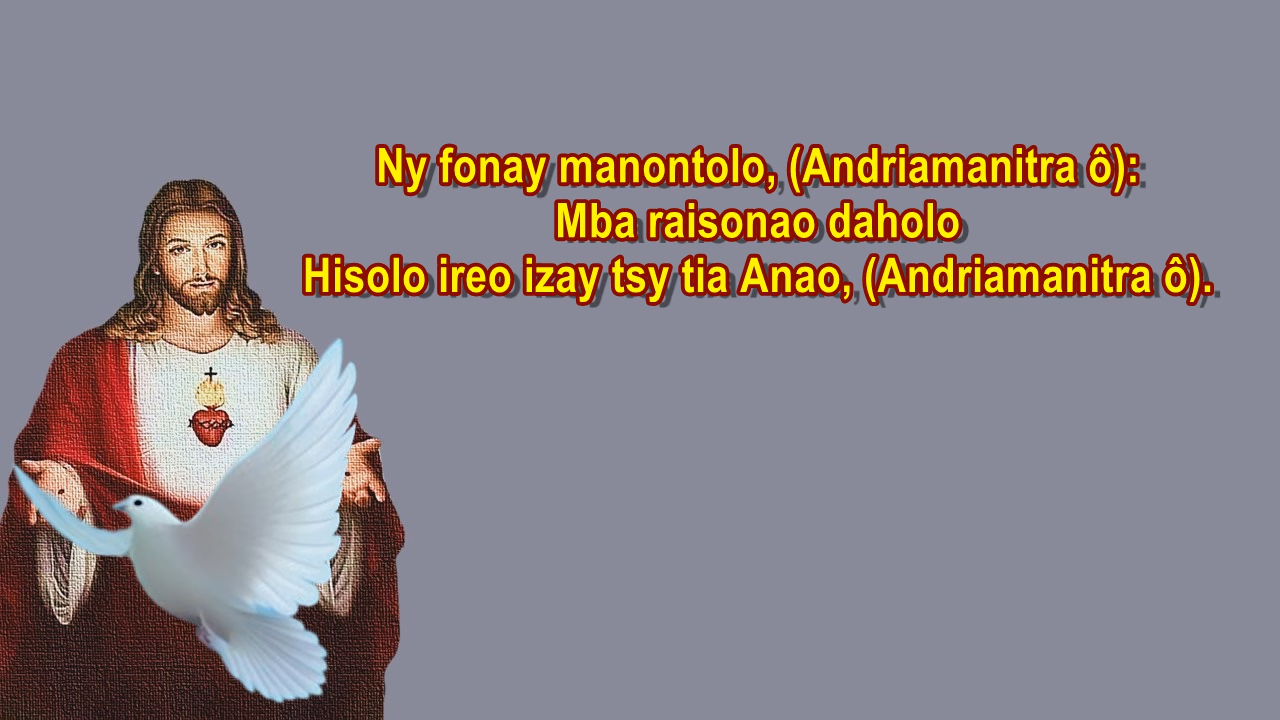 Ny fonay manontolo, (Andriamanitra ô):
Mba raisonao daholo
Hisolo ireo izay tsy tia Anao, (Andriamanitra ô).